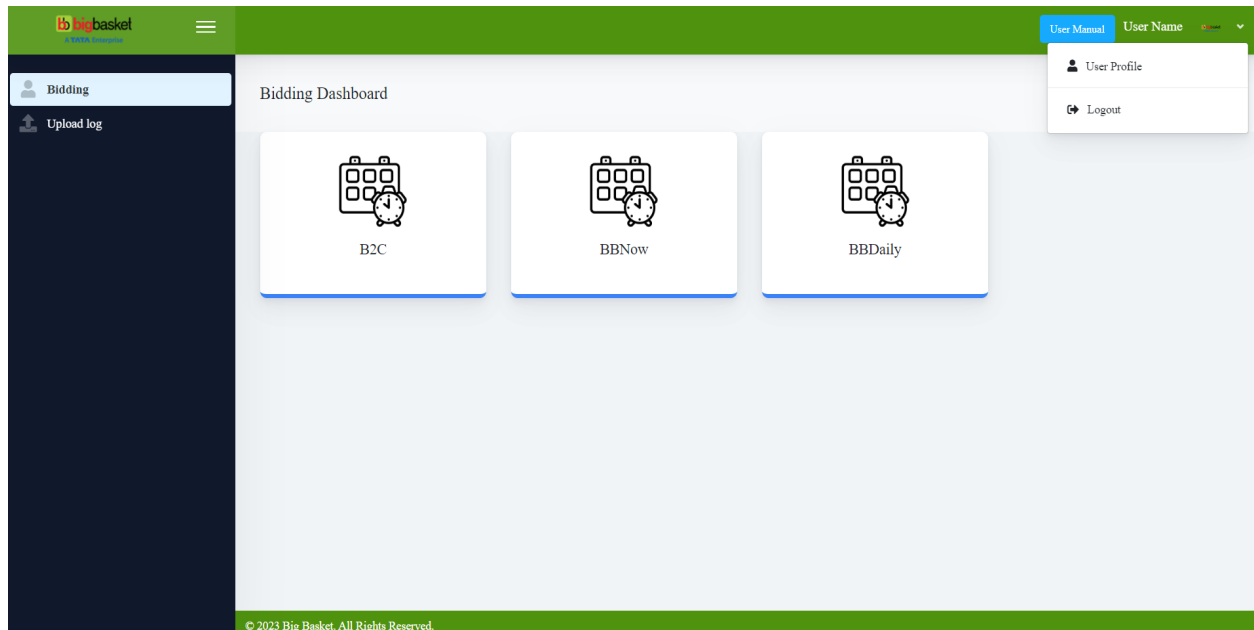 bb bigbasket
A TATA Enterprise
User Manual
User Name
User Profile
Logout
Bidding
Upload log
Bidding Dashboard
B2C
BBNow
BBDaily
© 2023 Big Basket. All Rights Reserved.